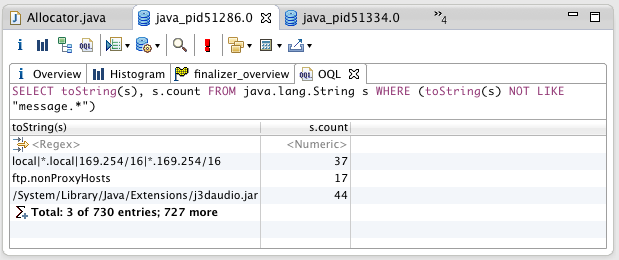 Allocator.java java_pid51286.0 java_pid51334.0 »4
i OQL
i Overview Histogram finalizer_overview OQL
SELECT toString(s), s.count FROM java.lang.String s WHERE (toString(s) NOT LIKE
"message.*")
toString(s) s.count
<Regex> <Numeric>
local|*.local|169.254/16|*.169.254/16 37
ftp.nonProxyHosts 17
/System/Library/Java/Extensions/j3daudio.jar 44
Total: 3 of 730 entries; 727 more